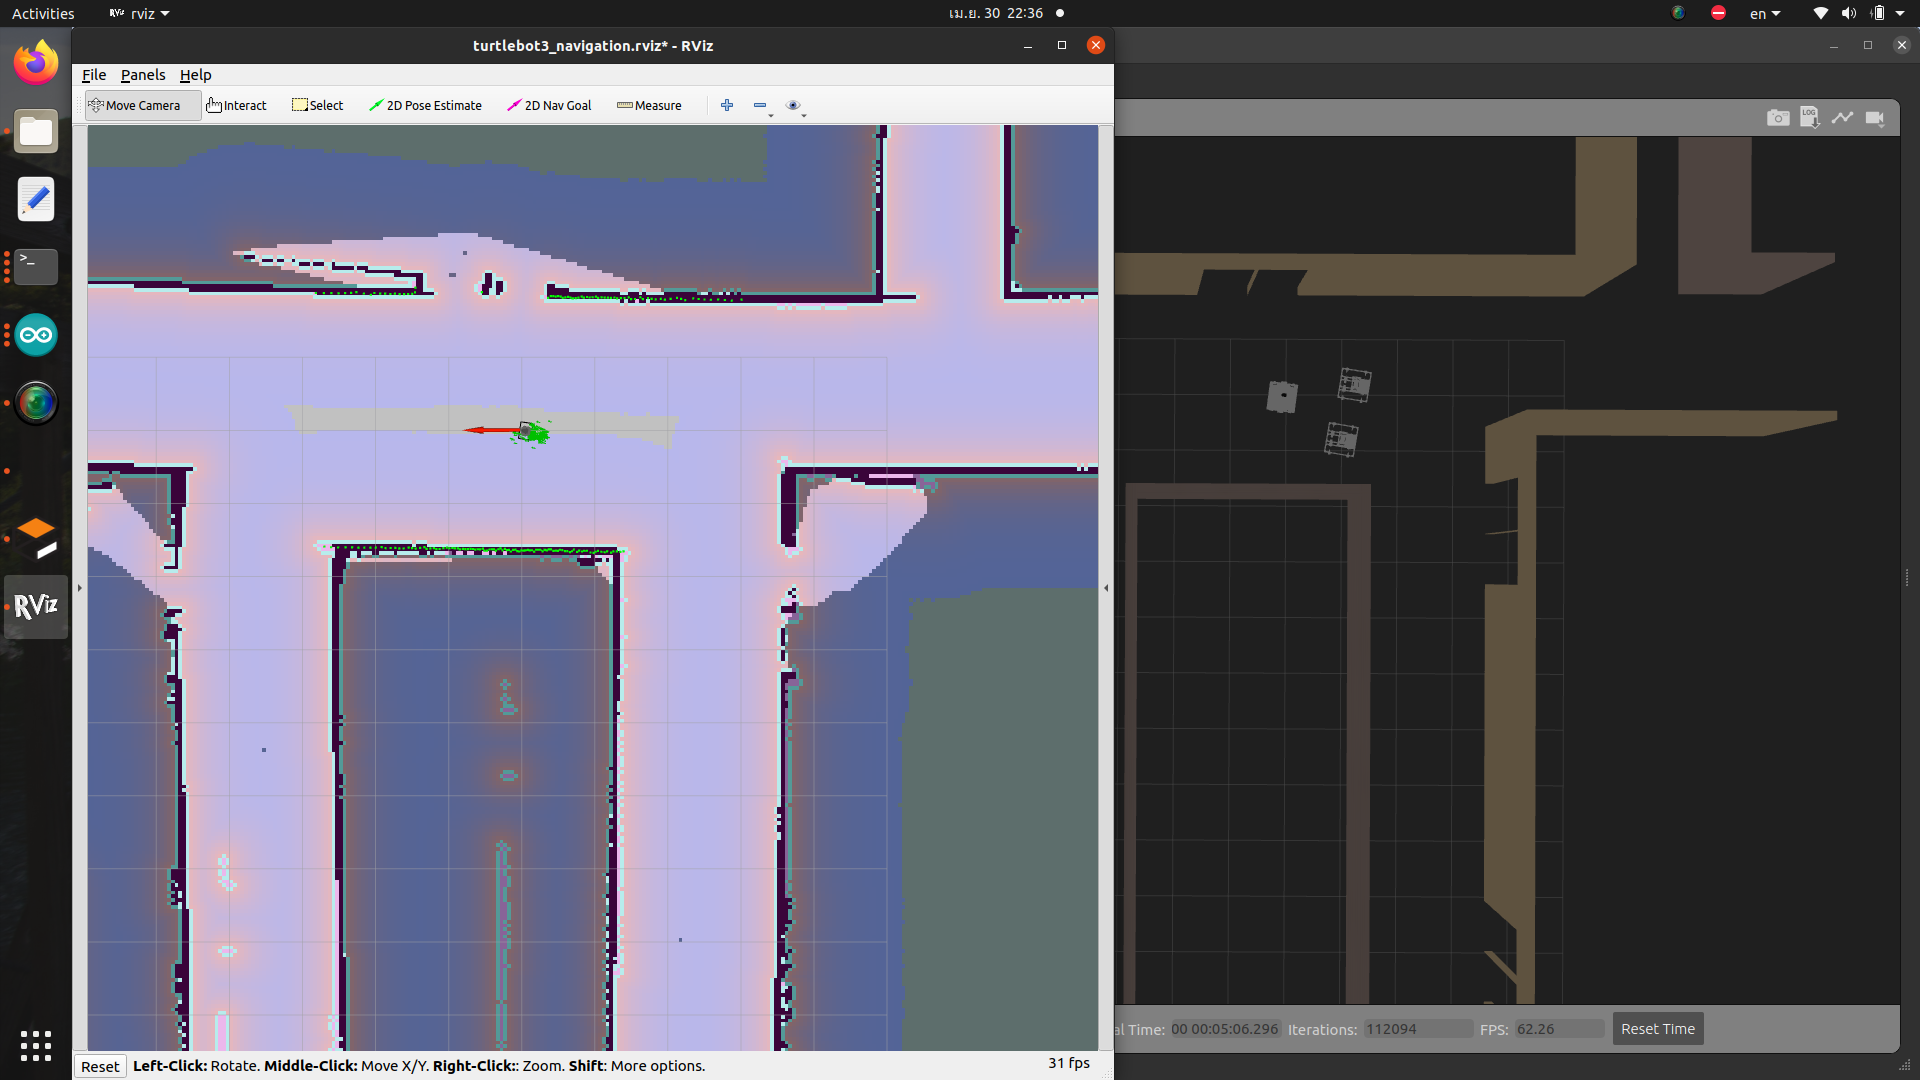 Activities
RViz rviz
เม.ย. 30 22:36
en
turtlebot3_navigation.rviz* - RViz
File Panels Help
Move Camera Interact Select 2D Pose Estimate 2D Nav Goal Measure
LOG
>_
RViz
al Time: 00 00:05:06.296 Iterations: 112094 FPS: 62.26 Reset Time
Reset Left-Click: Rotate. Middle-Click: Move X/Y. Right-Click:: Zoom. Shift: More options. 31 fps